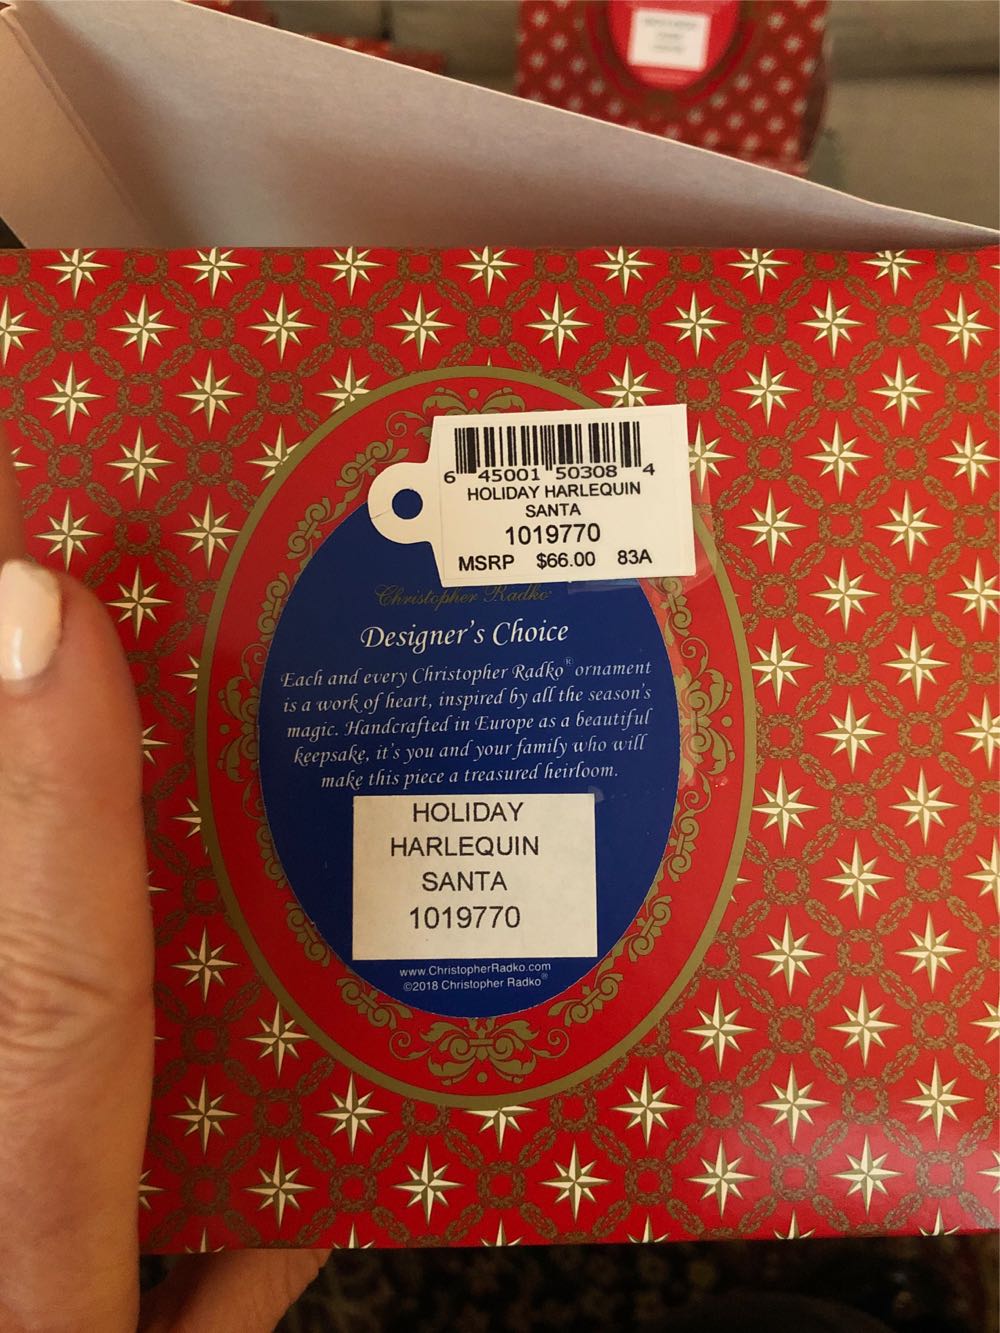 6 45001 50308 4
HOLIDAY HARLEQUIN
SANTA
1019770
MSRP $66.00 83A
Christopher Radko
Designer's Choice
Each and every Christopher Radko® ornament
is a work of heart, inspired by all the season's
magic. Handcrafted in Europe as a beautiful
keepsake, it's you and your family who will
make this piece a treasured heirloom.
HOLIDAY
HARLEQUIN
SANTA
1019770
www.ChristopherRadko.com
©2018 Christopher Radko®